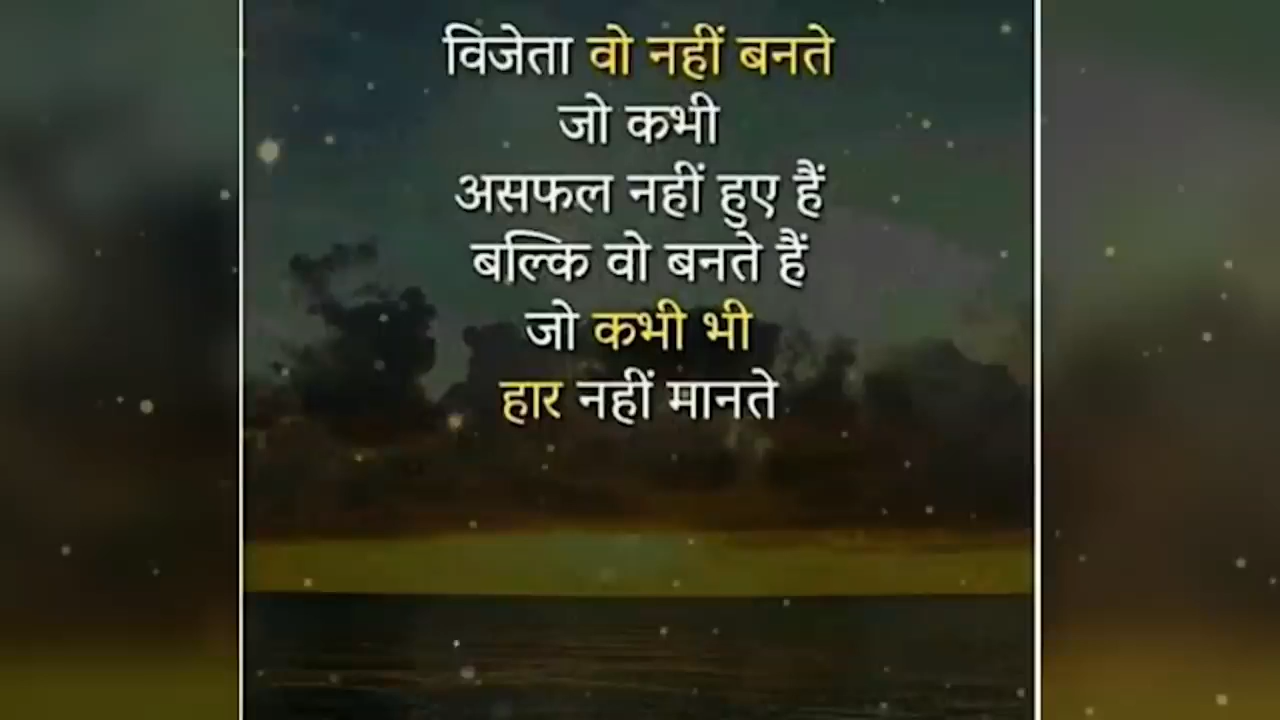 विजेता वो नहीं बनते
जो कभी
असफल नहीं हुए हैं
बल्कि वो बनते हैं
जो कभी भी
हार नहीं मानते